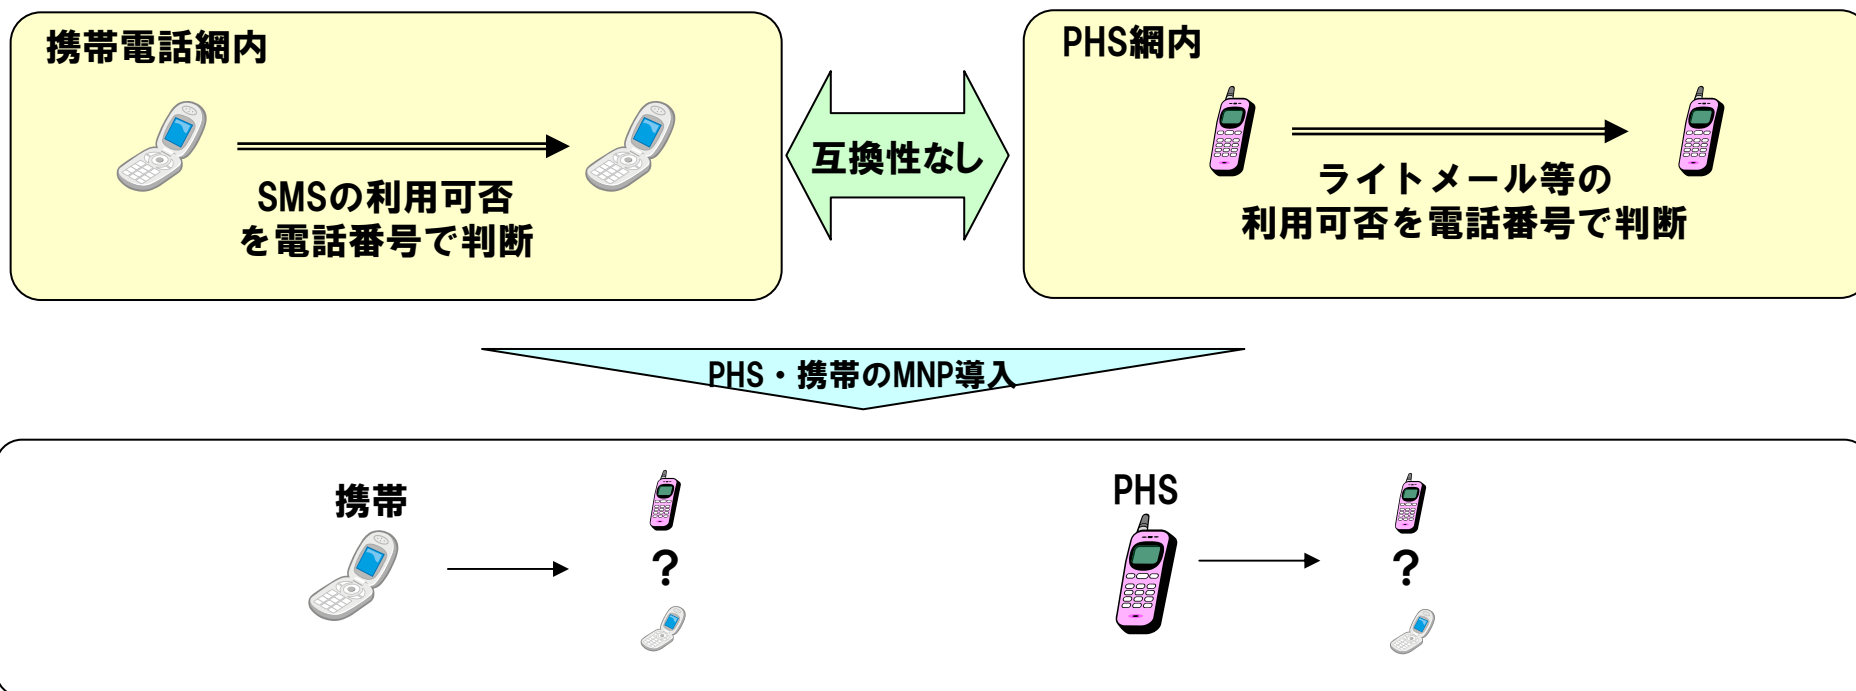 携帯電話網内
SMSの利用可否
を電話番号で判断
互換性なし
PHS網内
ライトメール等の
利用可否を電話番号で判断
PHS・携帯のMNP導入
携帯
?
PHS
?